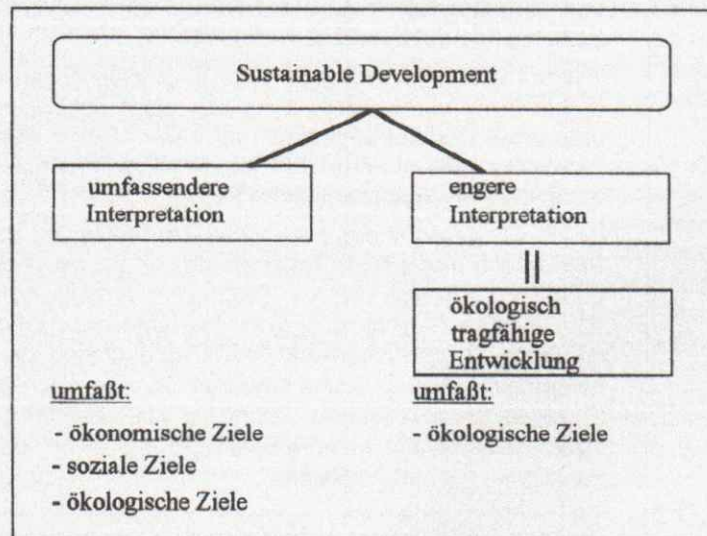 Sustainable Development
umfassendere
Interpretation
engere
Interpretation
ökologisch
tragfähige
Entwicklung
umfaßt:
- ökonomische Ziele
- soziale Ziele
- ökologische Ziele
umfaßt:
- ökologische Ziele